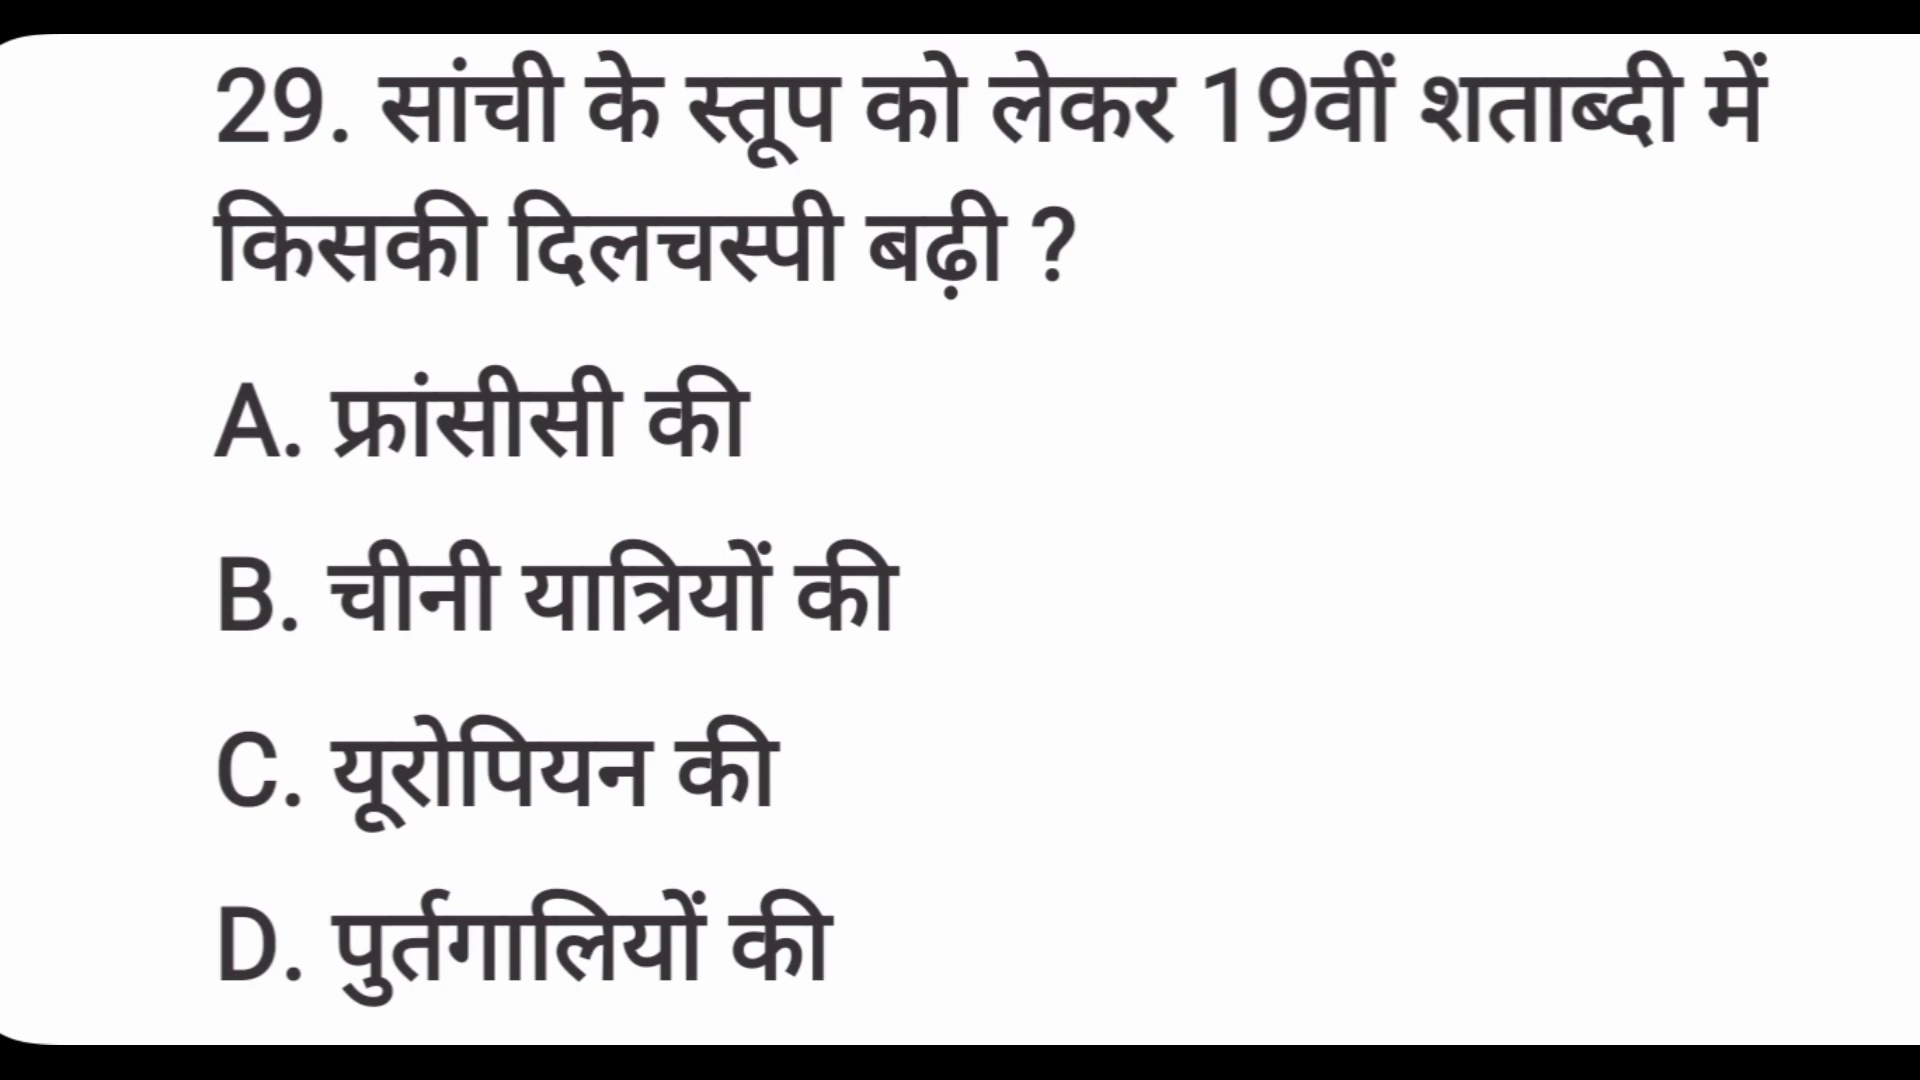 29. सांची के स्तूप को लेकर 19वीं शताब्दी में
किसकी दिलचस्पी बढ़ी ?
A. फ्रांसीसी की
B. चीनी यात्रियों की
C. यूरोपियन की
D. पुर्तगालियों की